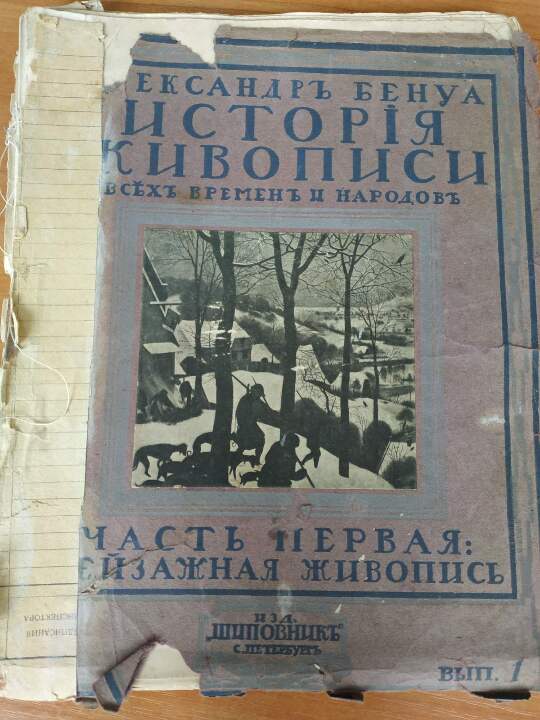 ЕКСАНДРЪ БЕНУА
ИСТОРІЯ
ЖИВОПИСИ
ВСѢХЪ ВРЕМЕНЪ И НАРОДОВЪ
ЧАСТЬ ПЕРВАЯ:
ЕЙЗАЖНАЯ ЖИВОПИСЬ
ИЗД.
„ШИПОВНИКЪ“
С. ПЕТЕРБУРГЪ
ВЫП. 1